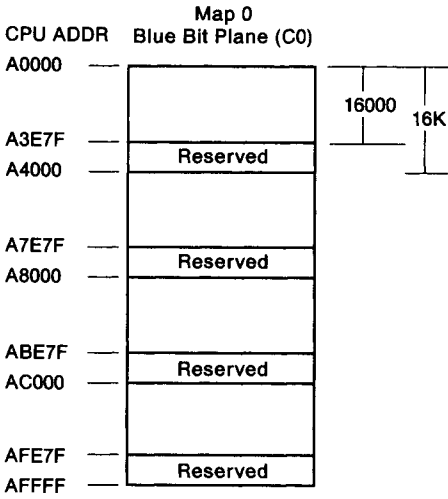 Map 0
CPU ADDR Blue Bit Plane (C0)
A0000
16000
16K
A3E7F
Reserved
A4000
A7E7F
Reserved
A8000
ABE7F
Reserved
AC000
AFE7F
Reserved
AFFFF